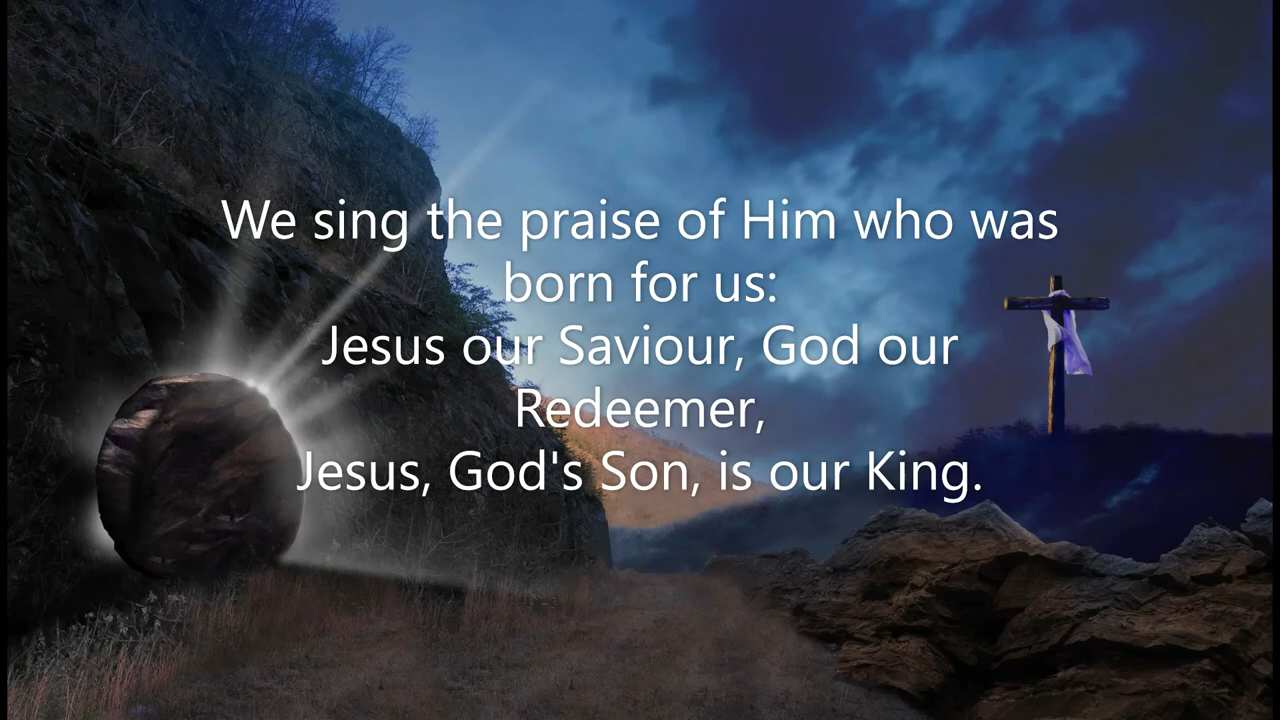 We sing the praise of Him who was
born for us:
Jesus our Saviour, God our
Redeemer,
Jesus, God's Son, is our King.